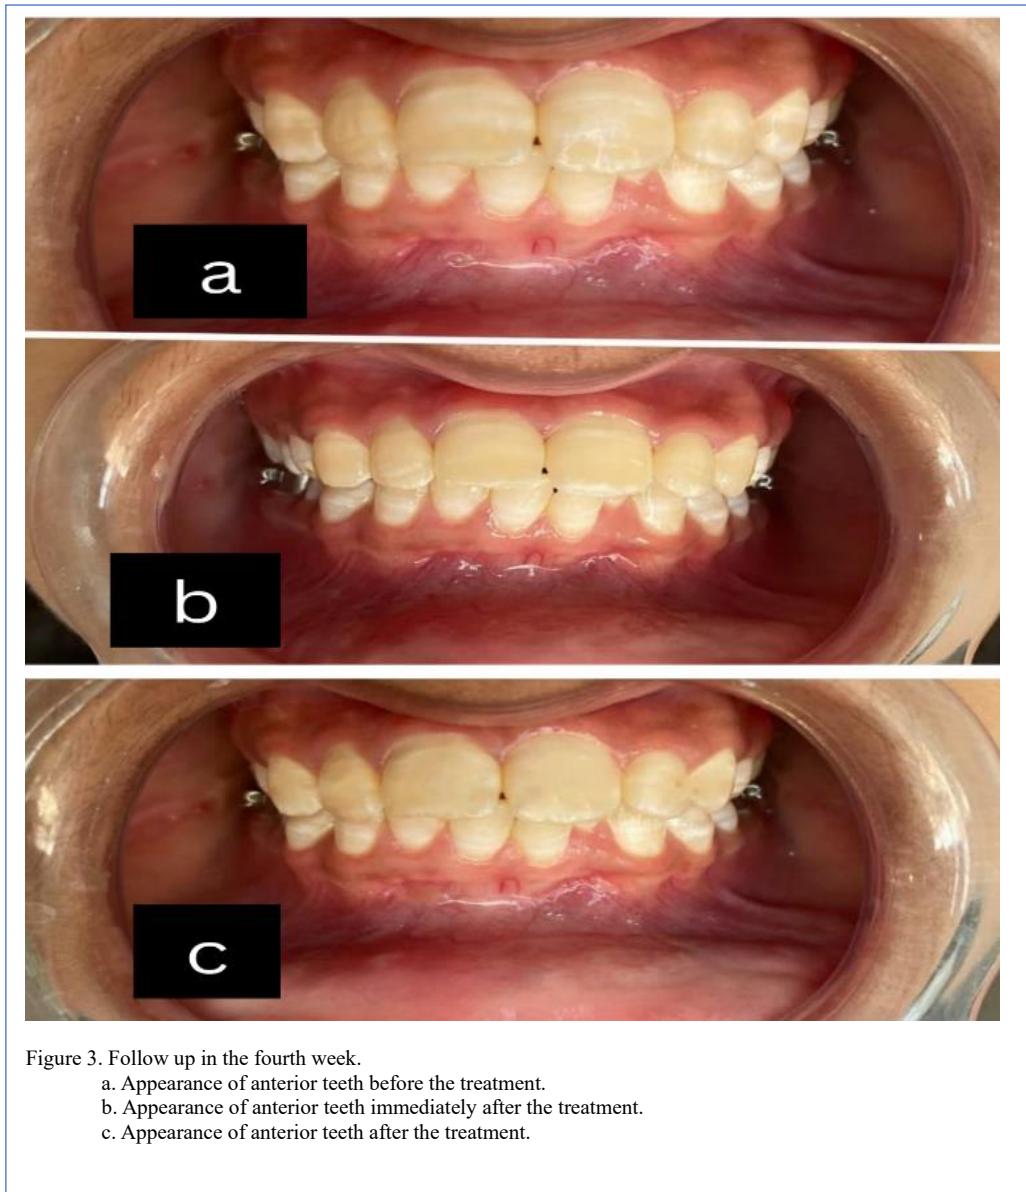 a
b
c
Figure 3. Follow up in the fourth week.
a. Appearance of anterior teeth before the treatment.
b. Appearance of anterior teeth immediately after the treatment.
c. Appearance of anterior teeth after the treatment.